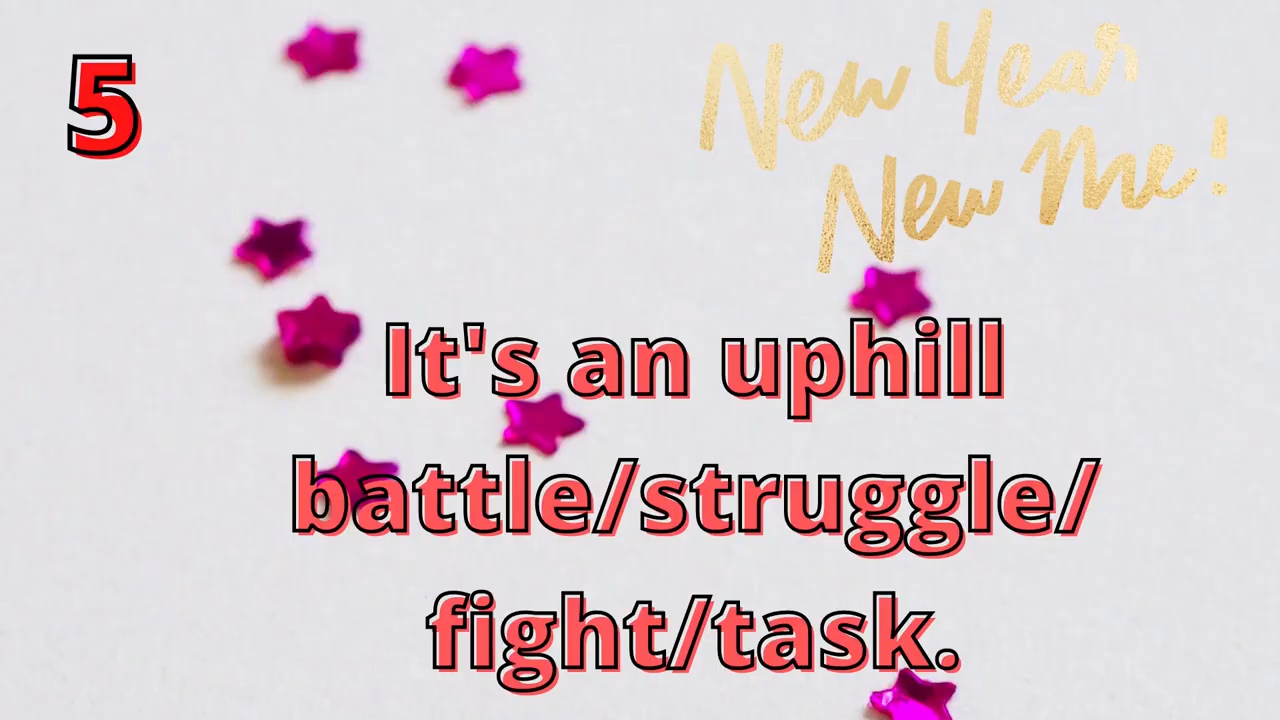 5
New Year
New Me!
It's an uphill
battle/struggle/
fight/task.